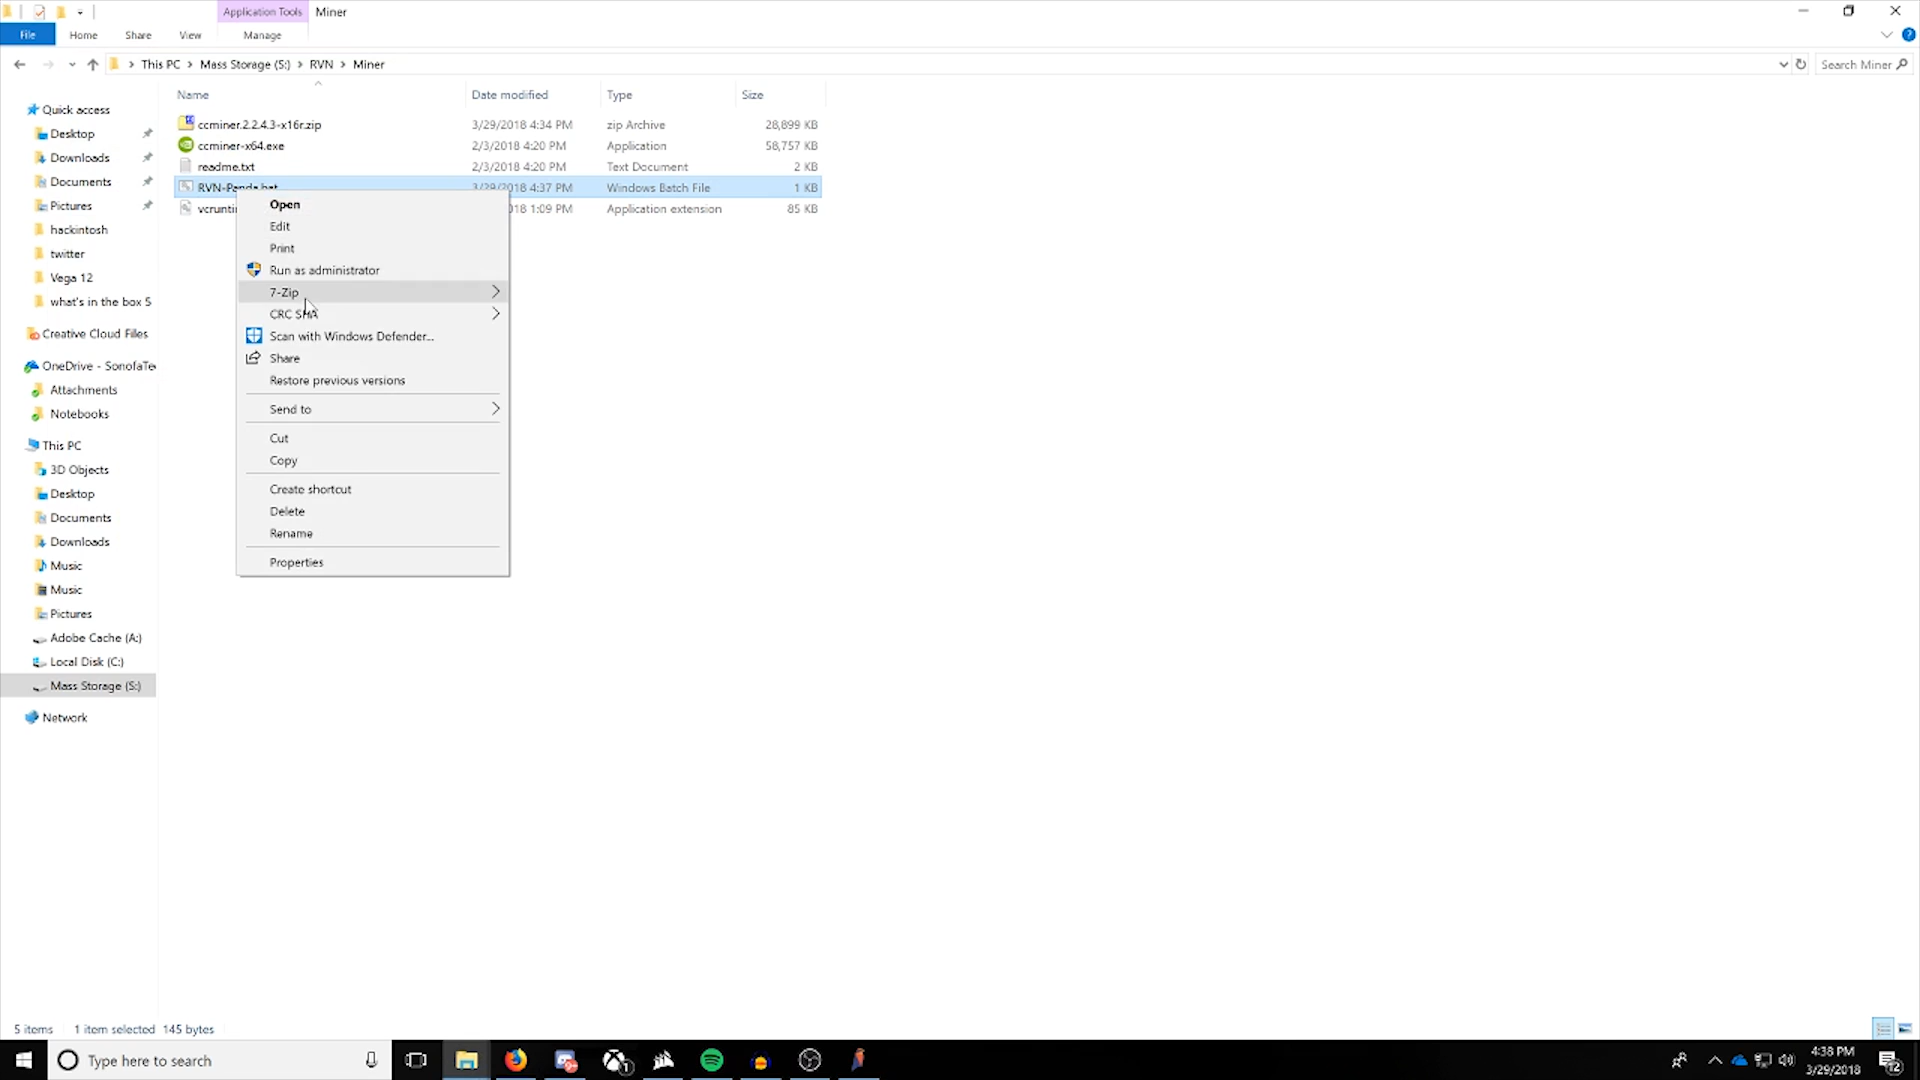 Application Tools Miner
File Home Share View Manage
This PC Mass Storage (S:) RVN Miner Search Miner
Name Date modified Type Size
ccminer.2.2.4.3-x16r.zip 3/29/2018 4:34 PM zip Archive 28,899 KB
ccminer-x64.exe 2/3/2018 4:20 PM Application 58,757 KB
readme.txt 2/3/2018 4:20 PM Text Document 2 KB
RVN-Panda.bat 3/29/2018 4:37 PM Windows Batch File 1 KB
vcrunti 018 1:09 PM Application extension 85 KB
Open
Edit
Print
Run as administrator
7-Zip
CRC SHA
Scan with Windows Defender...
Share
Restore previous versions
Send to
Cut
Copy
Create shortcut
Delete
Rename
Properties
Quick access
Desktop
Downloads
Documents
Pictures
hackintosh
twitter
Vega 12
what's in the box 5
Creative Cloud Files
OneDrive - SonofaTe
Attachments
Notebooks
This PC
3D Objects
Desktop
Documents
Downloads
Music
Music
Pictures
Adobe Cache (A:)
Local Disk (C:)
Mass Storage (S:)
Network
5 items 1 item selected 145 bytes
Type here to search
4:38 PM
3/29/2018